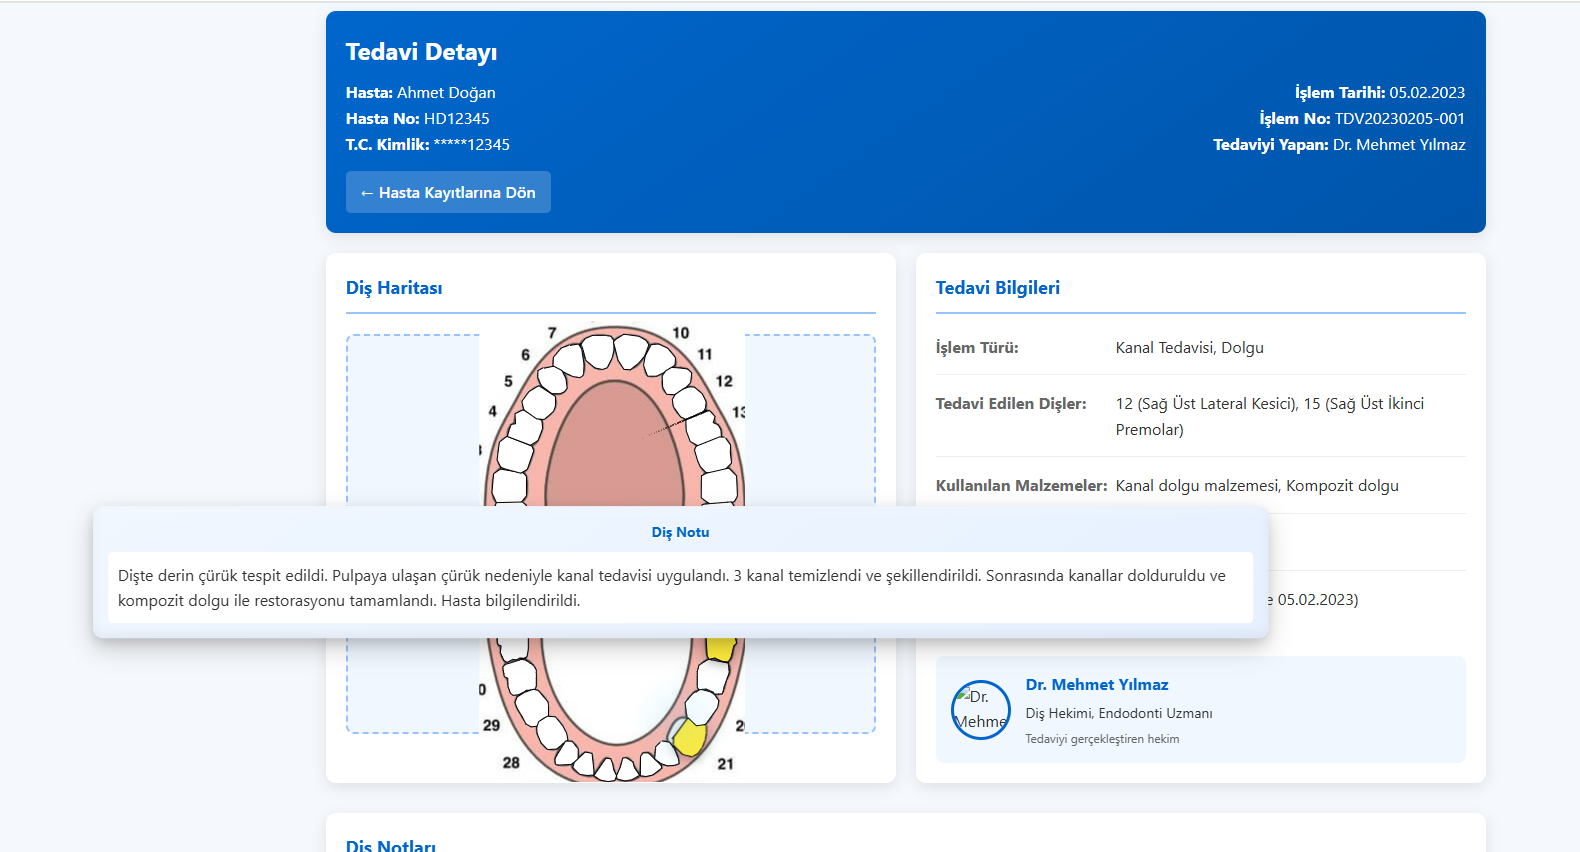 Tedavi Detayı
Hasta: Ahmet Doğan
Hasta No: HD12345
T.C. Kimlik: *****12345
İşlem Tarihi: 05.02.2023
İşlem No: TDV20230205-001
Tedaviyi Yapan: Dr. Mehmet Yılmaz
← Hasta Kayıtlarına Dön
Diş Haritası
7
10
6
11
5
12
4
13
Diş Notu
Dişte derin çürük tespit edildi. Pulpaya ulaşan çürük nedeniyle kanal tedavisi uygulandı. 3 kanal temizlendi ve şekillendirildi. Sonrasında kanallar dolduruldu ve
kompozit dolgu ile restorasyonu tamamlandı. Hasta bilgilendirildi.
0
29
2
28
21
Tedavi Bilgileri
İşlem Türü: Kanal Tedavisi, Dolgu
Tedavi Edilen Dişler: 12 (Sağ Üst Lateral Kesici), 15 (Sağ Üst İkinci
Premolar)
Kullanılan Malzemeler: Kanal dolgu malzemesi, Kompozit dolgu
e 05.02.2023)
Dr.
Mehme
Dr. Mehmet Yılmaz
Diş Hekimi, Endodonti Uzmanı
Tedaviyi gerçekleştiren hekim
Diş Notları